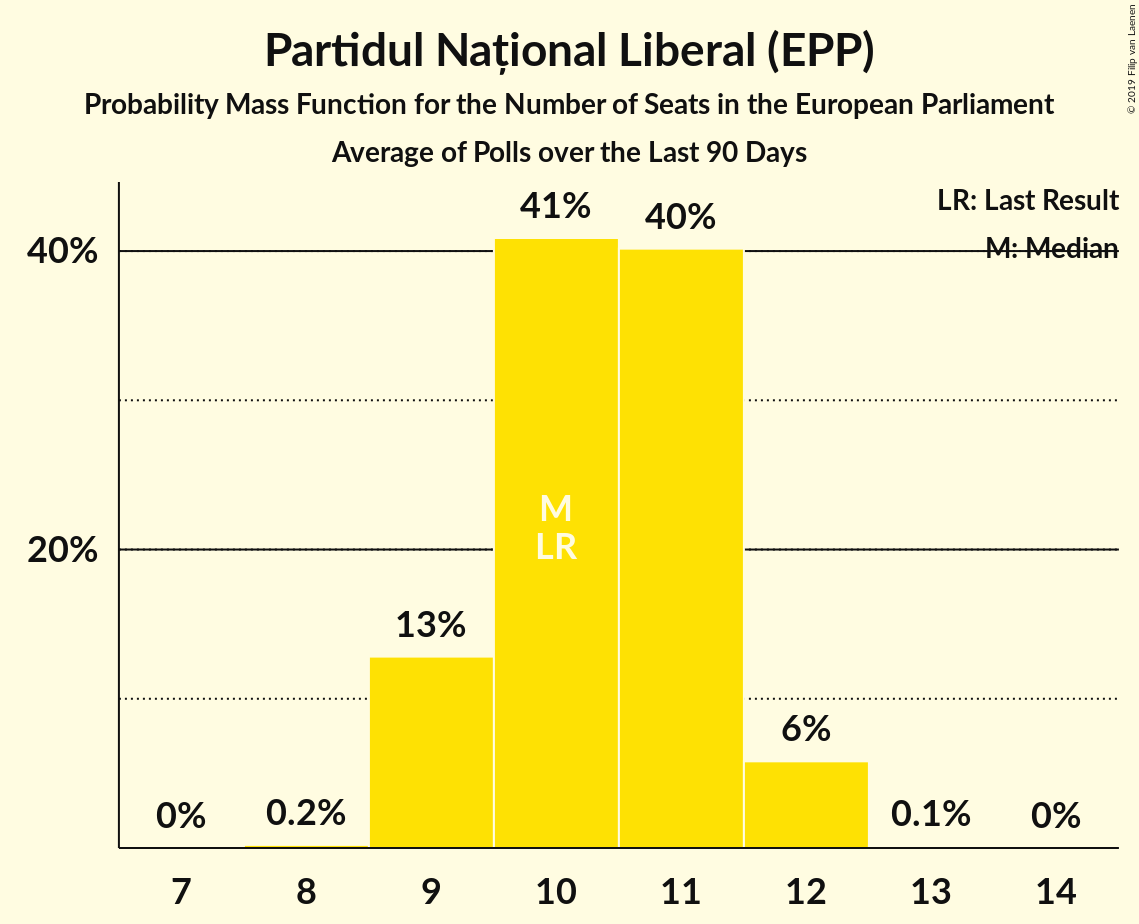 Partidul Național Liberal (EPP)
Probability Mass Function for the Number of Seats in the European Parliament
Average of Polls over the Last 90 Days
© 2019 Filip van Laenen
LR: Last Result
M: Median
40%
20%
0%
0.2%
13%
41%
40%
6%
0.1%
0%
M
LR
7
8
9
10
11
12
13
14